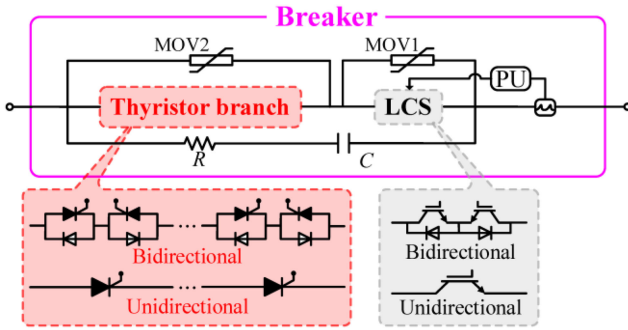 Breaker
MOV2
MOV1
PU
Thyristor branch
LCS
R
C
... ...
Bidirectional
Bidirectional
...
Unidirectional
Unidirectional